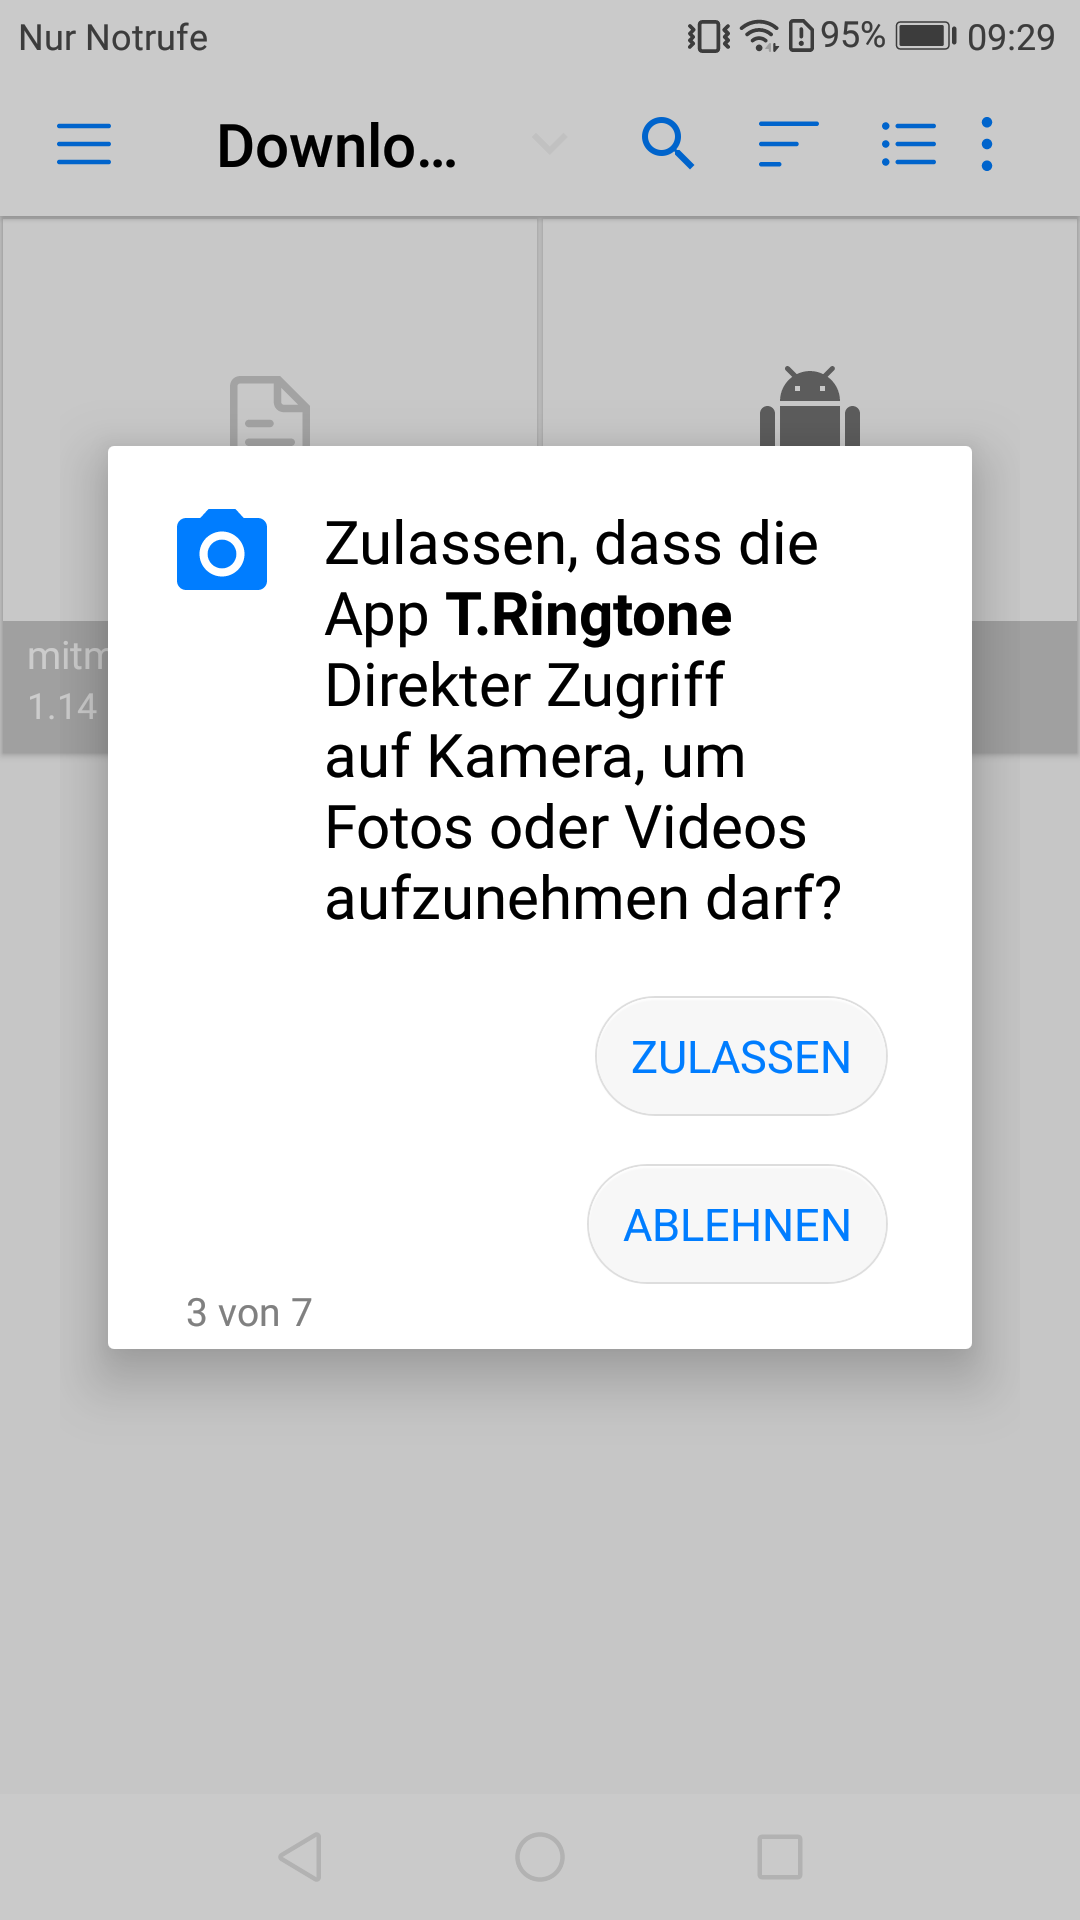 Nur Notrufe
95%
09:29
Downlo...
Zulassen, dass die
App T.Ringtone
Direkter Zugriff
auf Kamera, um
Fotos oder Videos
aufzunehmen darf?
mitm
1.14
ZULASSEN
ABLEHNEN
3 von 7